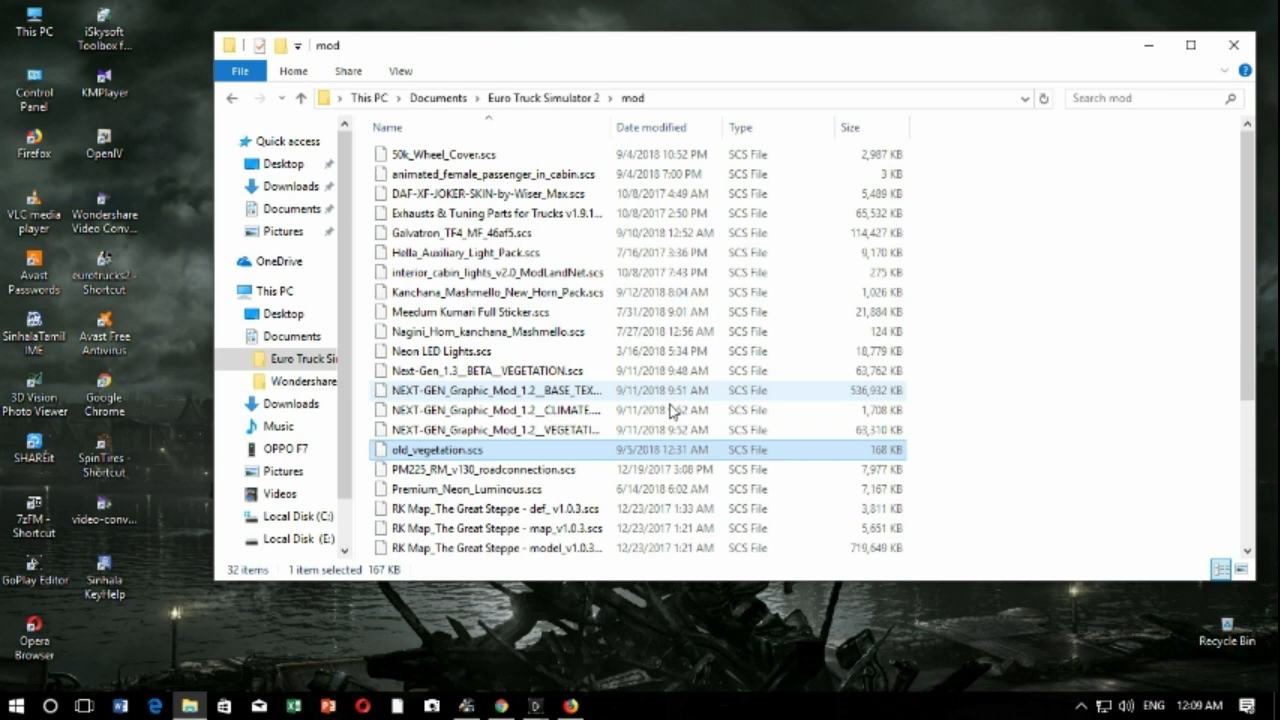 This PC
iSkysoft
Toolbox f...
Control
Panel
KMPlayer
Firefox
OpenIV
VLC media
player
Wondershare
Video Conv...
Avast
Passwords
eurotrucks2 -
Shortcut
SinhalaTamil
IME
Avast Free
Antivirus
3D Vision
Photo Viewer
Google
Chrome
SHAREit
SpinTires -
Shortcut
7zFM -
Shortcut
video-conv...
GoPlay Editor
Sinhala
KeyHelp
Opera
Browser
mod
File Home Share View
This PC Documents Euro Truck Simulator 2 mod
Search mod
Quick access
Desktop
Downloads
Documents
Pictures
OneDrive
This PC
Desktop
Documents
Euro Truck Si
Wondershare
Downloads
Music
OPPO F7
Pictures
Videos
Local Disk (C:)
Local Disk (E:)
Name Date modified Type Size
50k_Wheel_Cover.scs 9/4/2018 10:52 PM SCS File 2,987 KB
animated_female_passenger_in_cabin.scs 9/4/2018 7:00 PM SCS File 3 KB
DAF-XF-JOKER-SKIN-by-Wiser_Max.scs 10/8/2017 4:49 AM SCS File 5,489 KB
Exhausts & Tuning Parts for Trucks v1.9.1... 10/8/2017 2:50 PM SCS File 65,532 KB
Galvatron_TF4_MF_46af5.scs 9/10/2018 12:52 AM SCS File 114,427 KB
Hella_Auxiliary_Light_Pack.scs 7/16/2017 3:36 PM SCS File 9,170 KB
interior_cabin_lights_v2.0_ModLandNet.scs 10/8/2017 7:43 PM SCS File 275 KB
Kanchana_Mashmello_New_Horn_Pack.scs 9/12/2018 8:04 AM SCS File 1,026 KB
Meedum Kumari Full Sticker.scs 7/31/2018 9:01 AM SCS File 21,884 KB
Nagini_Horn_kanchana_Mashmello.scs 7/27/2018 12:56 AM SCS File 124 KB
Neon LED Lights.scs 3/16/2018 5:34 PM SCS File 18,779 KB
Next-Gen_1.3__BETA__VEGETATION.scs 9/11/2018 9:48 AM SCS File 63,762 KB
NEXT-GEN_Graphic_Mod_1.2__BASE_TEX... 9/11/2018 9:51 AM SCS File 536,932 KB
NEXT-GEN_Graphic_Mod_1.2__CLIMATE.... 9/11/2018 AM SCS File 1,708 KB
NEXT-GEN_Graphic_Mod_1.2__VEGETATI... 9/11/2018 9:52 AM SCS File 63,310 KB
old_vegetation.scs 9/5/2018 12:31 AM SCS File 168 KB
PM225_RM_v130_roadconnection.scs 12/19/2017 3:08 PM SCS File 7,977 KB
Premium_Neon_Luminous.scs 6/14/2018 6:02 AM SCS File 7,167 KB
RK Map_The Great Steppe - def_ v1.0.3.scs 12/23/2017 1:33 AM SCS File 3,811 KB
RK Map_The Great Steppe - map_v1.0.3.scs 12/23/2017 1:21 AM SCS File 5,651 KB
RK Map_The Great Steppe - model_v1.0.3... 12/23/2017 1:21 AM SCS File 719,649 KB
32 items 1 item selected 167 KB
Recycle Bin
ENG 12:09 AM